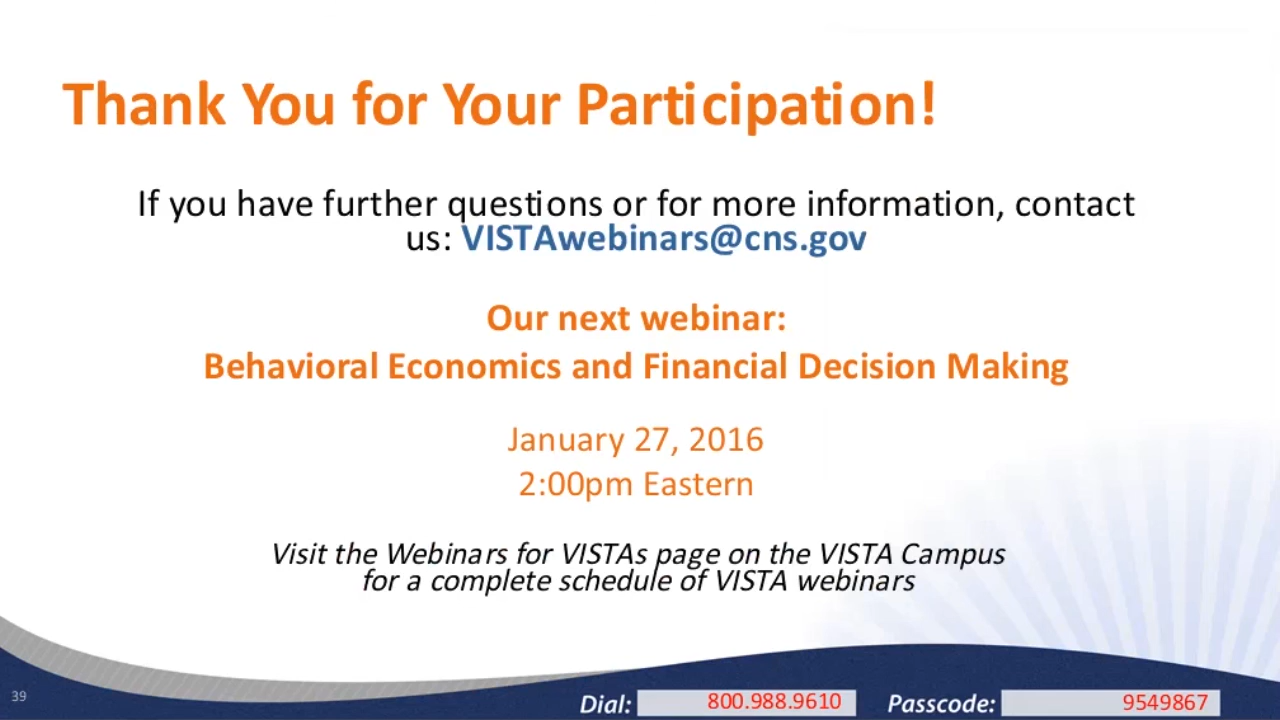 Thank You for Your Participation!
If you have further questions or for more information, contact
us: VISTAwebinars@cns.gov
Our next webinar:
Behavioral Economics and Financial Decision Making
January 27, 2016
2:00pm Eastern
Visit the Webinars for VISTAs page on the VISTA Campus
for a complete schedule of VISTA webinars
39
Dial: 800.988.9610 Passcode: 9549867